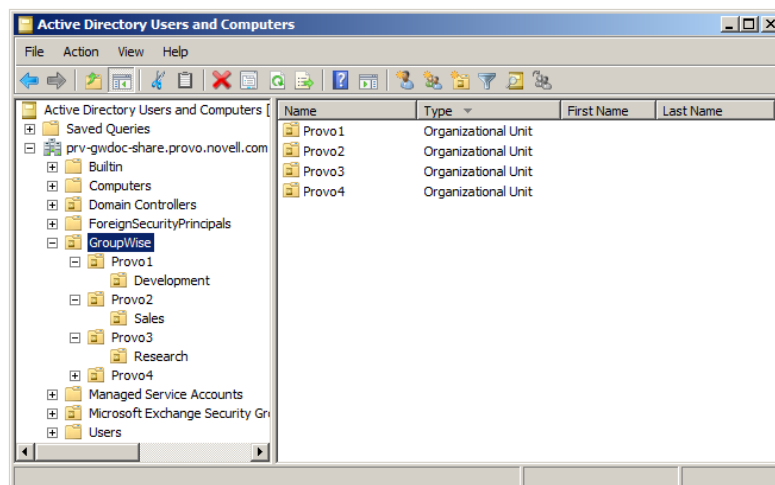 Active Directory Users and Computers
File Action View Help
Active Directory Users and Computers [
Saved Queries
prv-gwdoc-share.provo.novell.com
Builtin
Computers
Domain Controllers
ForeignSecurityPrincipals
GroupWise
Provo1
Development
Provo2
Sales
Provo3
Research
Provo4
Managed Service Accounts
Microsoft Exchange Security Gr
Users
Name Type First Name Last Name
Provo1 Organizational Unit
Provo2 Organizational Unit
Provo3 Organizational Unit
Provo4 Organizational Unit